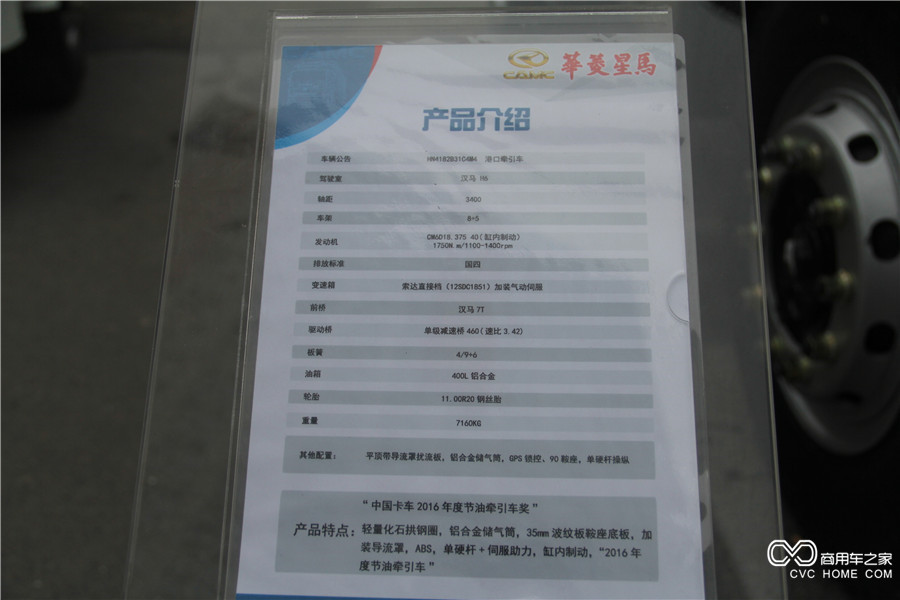 CAMC 華菱星馬
产品介绍
车辆公告 HN4182B31C4M4 港口牵引车
驾驶室 汉马 H6
轴距 3400
车架 8+5
发动机 CM6D18.375 40(缸内制动)
1750N.m/1100-1400rpm
排放标准 国四
变速箱 索达直接档(12SDC1851)加装气动伺服
前桥 汉马 7T
驱动桥 单级减速桥 460(速比 3.42)
板簧 4/9+6
油箱 400L 铝合金
轮胎 11.00R20 钢丝胎
重量 7160KG
其他配置: 平顶带导流罩扰流板,铝合金储气筒,GPS 锁控、90 鞍座,单硬杆操纵
“中国卡车 2016 年度节油牵引车奖”
产品特点: 轻量化石拱钢圈,铝合金储气筒,35mm 波纹板鞍座底板,加
装导流罩,ABS,单硬杆+伺服助力,缸内制动,“2016 年
度节油牵引车”
商用车之家
CVC HOME COM